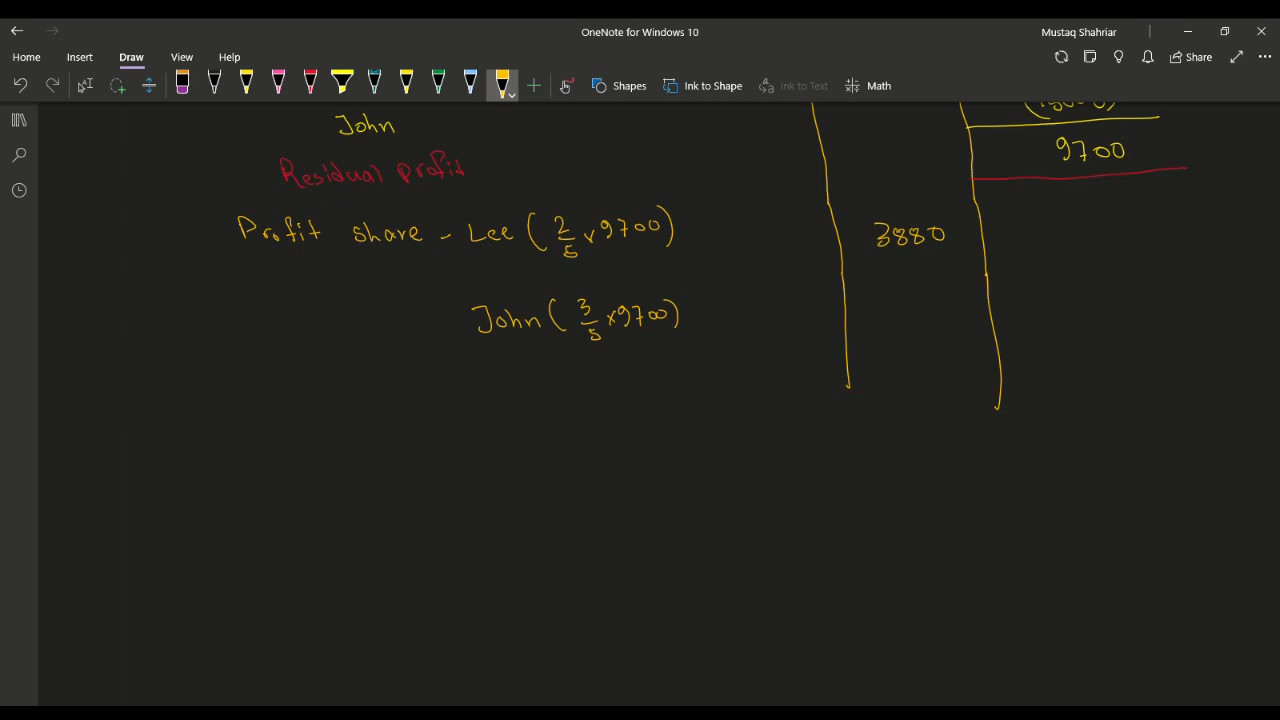 OneNote for Windows 10
Mustaq Shahriar
Home Insert Draw View Help
Share
Shapes Ink to Shape Ink to Text Math
John
9700
Residual profit
Profit share - Lee (2/5 x 9700) 3880
John (3/5 x 9700)